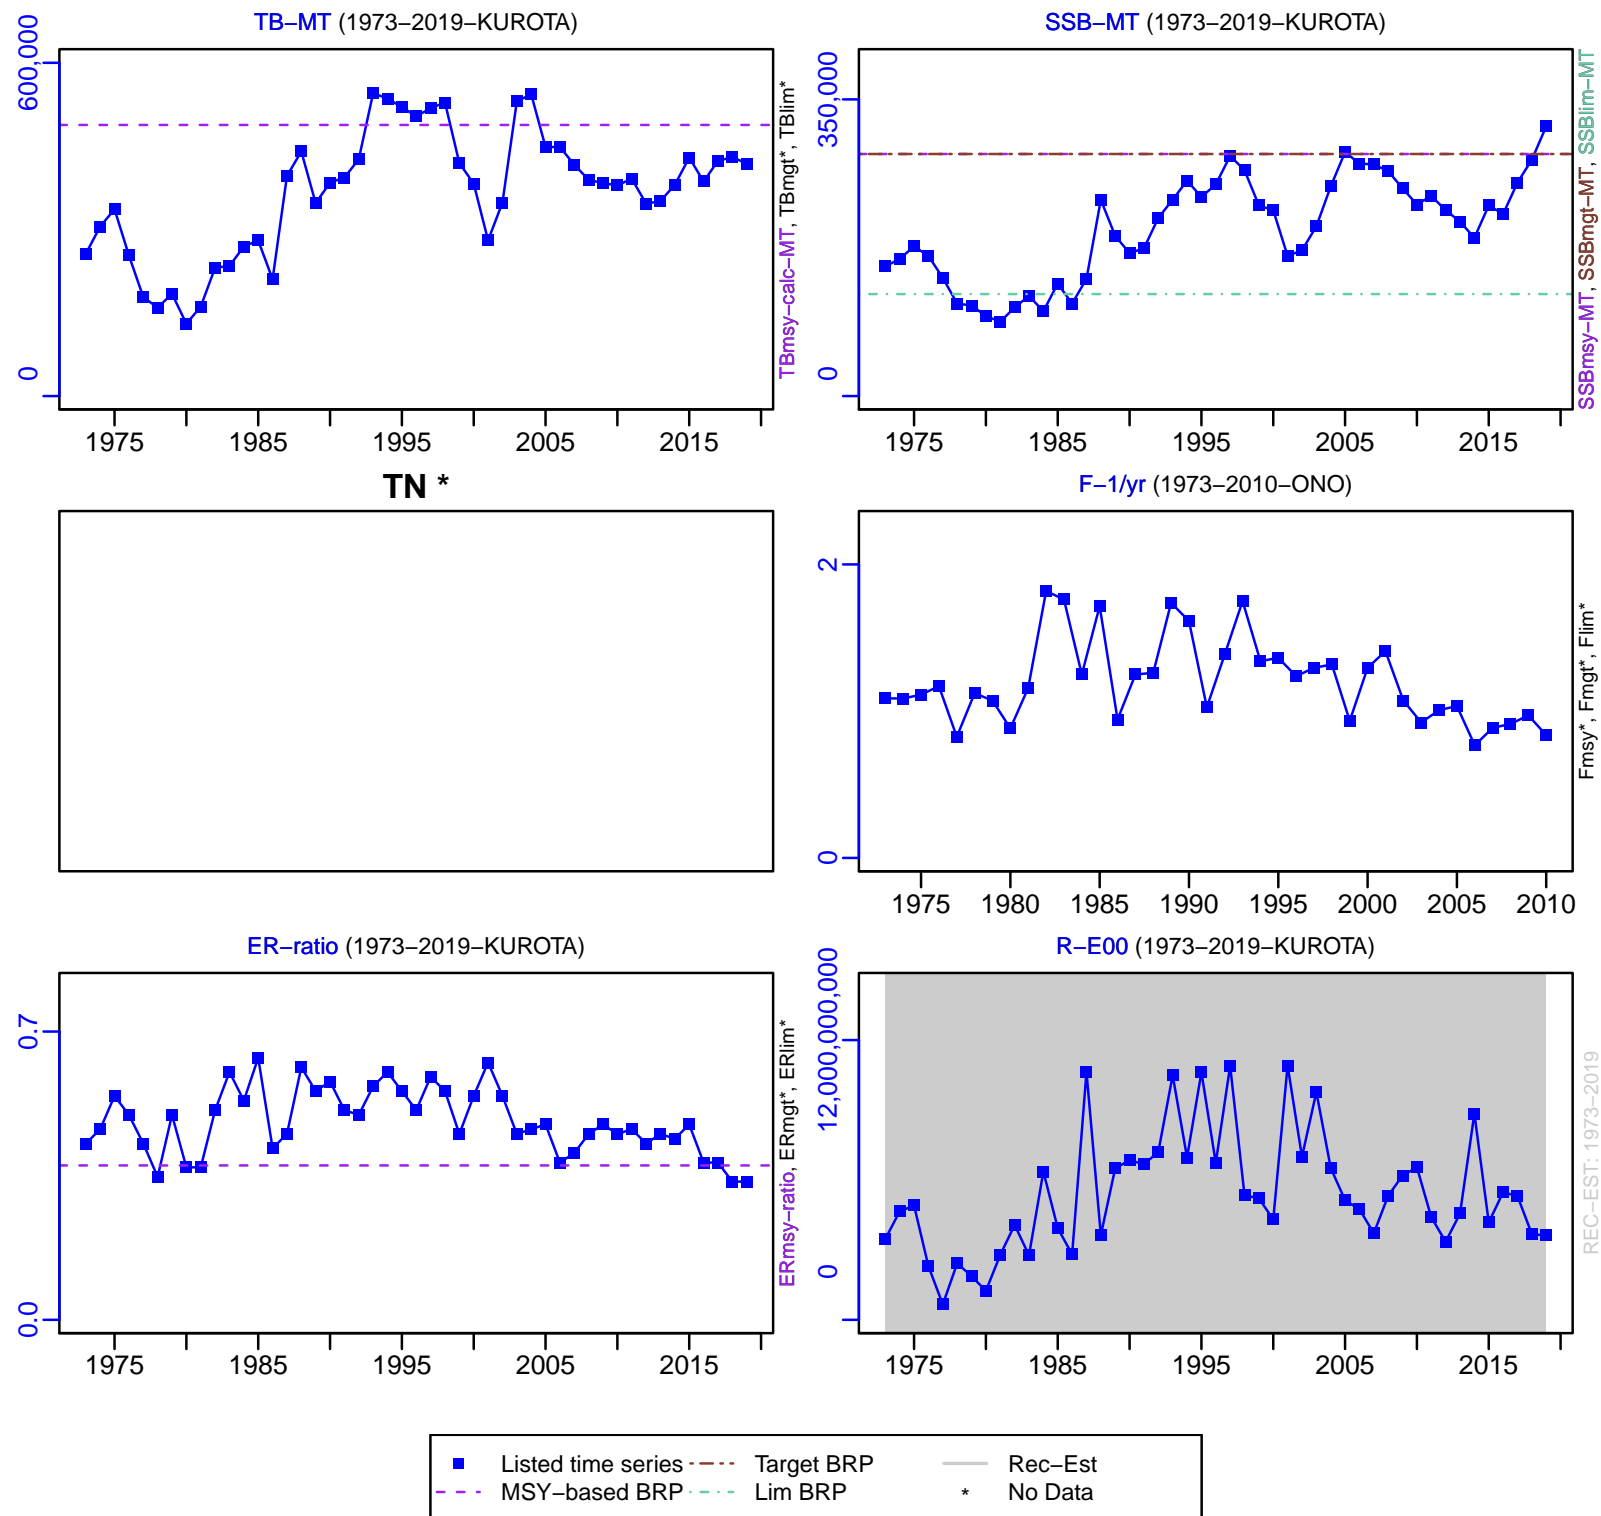 TB−MT (1973−2019−KUROTA)
600,000
0
1975 1985 1995 2005 2015
TBmsy−calc−MT, TBmgt*, TBlim*
SSB−MT (1973−2019−KUROTA)
350,000
0
1975 1985 1995 2005 2015
SSBmsy−MT, SSBmgt−MT, SSBlim−MT
TN *
F−1/yr (1973−2010−ONO)
2
0
1975 1980 1985 1990 1995 2000 2005 2010
Fmsy*, Fmgt*, Flim*
ER−ratio (1973−2019−KUROTA)
0.7
0.0
1975 1985 1995 2005 2015
ERmsy−ratio, ERmgt*, ERlim*
R−E00 (1973−2019−KUROTA)
12,000,000,000
0
1975 1985 1995 2005 2015
REC−EST: 1973−2019
Listed time series
MSY−based BRP
Target BRP
Lim BRP
Rec−Est
* No Data